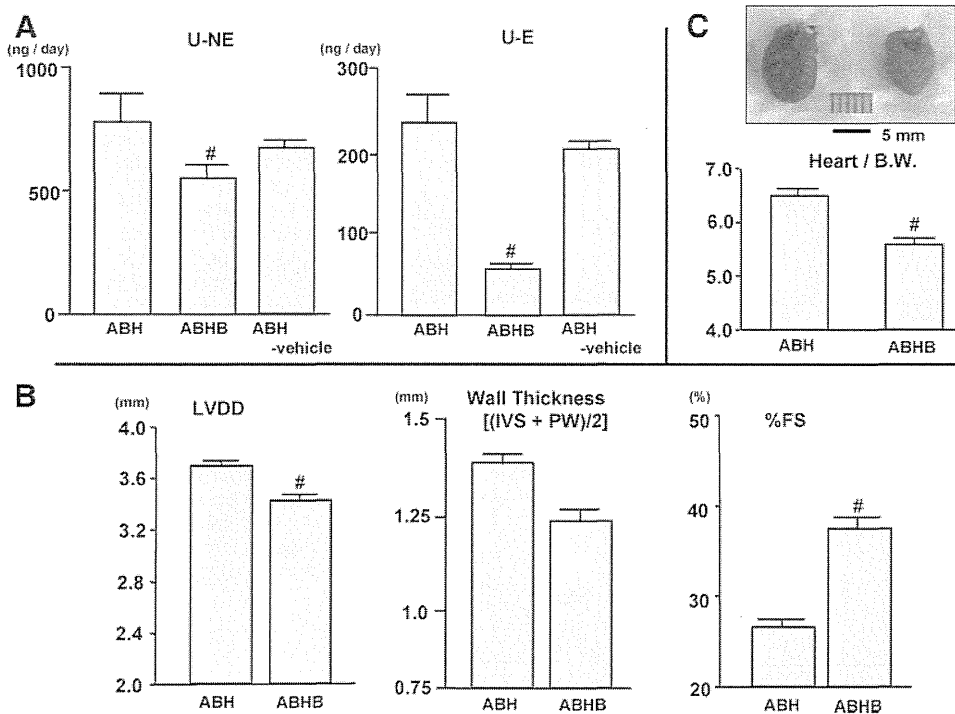 A
U-NE
(ng / day)
1000
500
0
ABH
ABHB
#
ABH
-vehicle
U-E
(ng / day)
300
200
100
0
ABH
ABHB
#
ABH
-vehicle
C
5 mm
Heart / B.W.
7.0
6.0
5.0
4.0
#
ABH
ABHB
B
(mm)
LVDD
4.0
3.6
3.2
2.8
2.4
2.0
#
ABH
ABHB
(mm)
Wall Thickness
[(IVS + PW)/2]
1.5
1.25
1.0
0.75
ABH
ABHB
(%)
%FS
50
40
30
20
#
ABH
ABHB